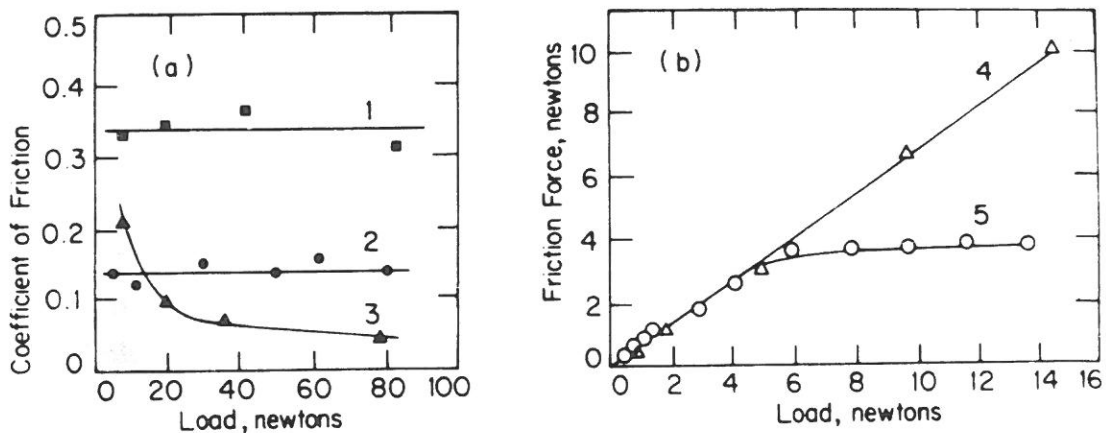 (a)
Coefficient of Friction
0.5
0.4
0.3
0.2
0.1
0
1
2
3
0 20 40 60 80 100
Load, newtons
(b)
Friction Force, newtons
10
8
6
4
2
0
4
5
0 2 4 6 8 10 12 14 16
Load, newtons